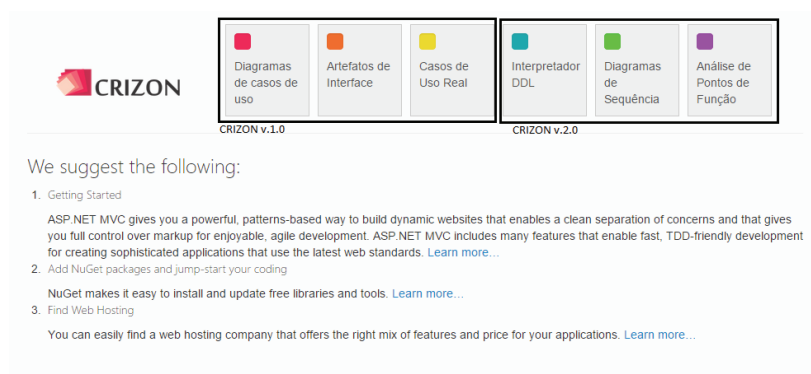 CRIZON
Diagramas
de casos de
uso
Artefatos de
Interface
Casos de
Uso Real
Interpretador
DDL
Diagramas
de
Sequência
Análise de
Pontos de
Função
CRIZON v.1.0
CRIZON v.2.0
We suggest the following:
1. Getting Started
ASP.NET MVC gives you a powerful, patterns-based way to build dynamic websites that enables a clean separation of concerns and that gives
you full control over markup for enjoyable, agile development. ASP.NET MVC includes many features that enable fast, TDD-friendly development
for creating sophisticated applications that use the latest web standards. Learn more…
2. Add NuGet packages and jump-start your coding
NuGet makes it easy to install and update free libraries and tools. Learn more…
3. Find Web Hosting
You can easily find a web hosting company that offers the right mix of features and price for your applications. Learn more…